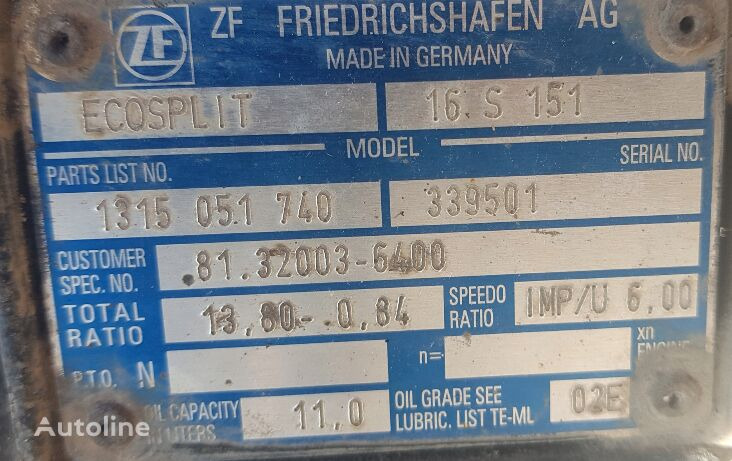 ZF FRIEDRICHSHAFEN AG
MADE IN GERMANY
ECOSPLIT 16 S 151
MODEL
PARTS LIST NO. SERIAL NO.
1315 051 740 339501
CUSTOMER SPEC. NO. 81.32003-6400
TOTAL RATIO 13,80- 0,84 SPEEDO RATIO IMP/U 6,00
P.T.O. N n= xn
OIL CAPACITY LITERS 11,0 OIL GRADE SEE LUBRIC. LIST TE-ML 02E
Autoline